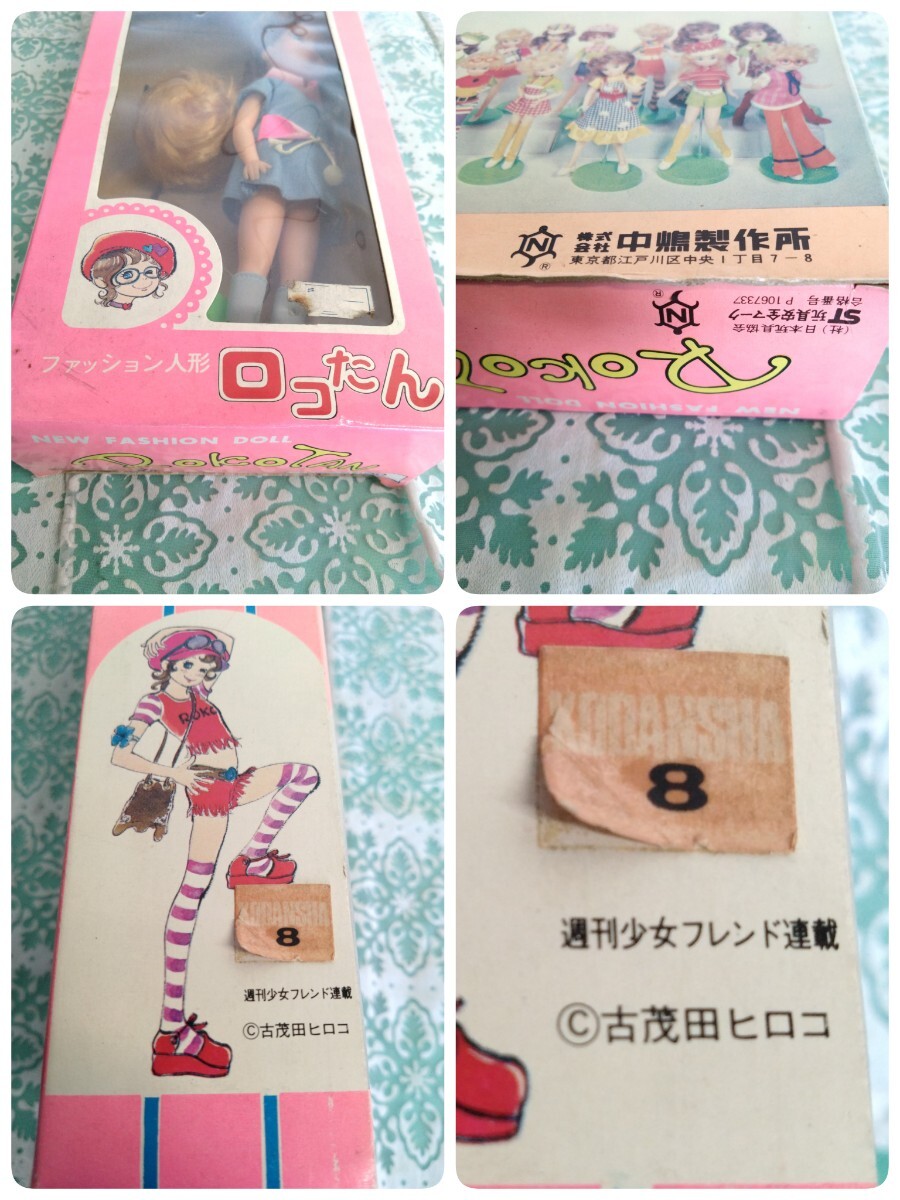 ファッション人形 ロコたん
NEW FASHION DOLL
RokoTan
N
®
株式会社 中嶋製作所
東京都江戸川区中央1丁目7-8
®
(社)日本玩具協会
ST玩具安全マーク
合格番号 P1067337
RokoT
NEW FASHION DOLL
ROKO
KODANSHA
8
週刊少女フレンド連載
©古茂田ヒロコ
KODANSHA
8
週刊少女フレンド連載
©古茂田ヒロコ